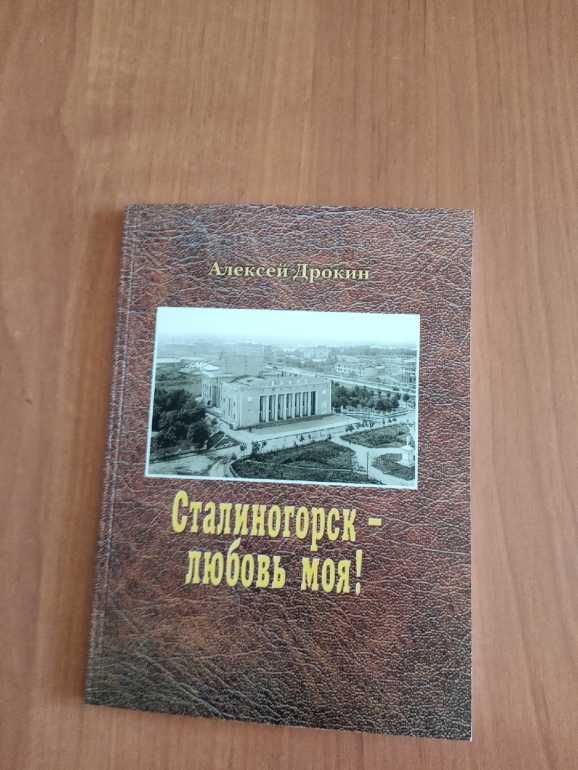 Алексей Дрокин
Сталиногорск –
любовь моя!